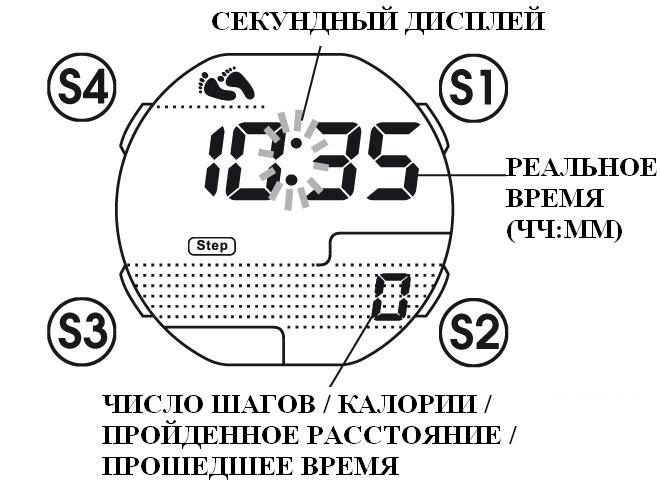 СЕКУНДНЫЙ ДИСПЛЕЙ
S4
S1
10:35
РЕАЛЬНОЕ
ВРЕМЯ
(ЧЧ:ММ)
Step
0
S3
S2
ЧИСЛО ШАГОВ / КАЛОРИИ /
ПРОЙДЕННОЕ РАССТОЯНИЕ /
ПРОШЕДШЕЕ ВРЕМЯ